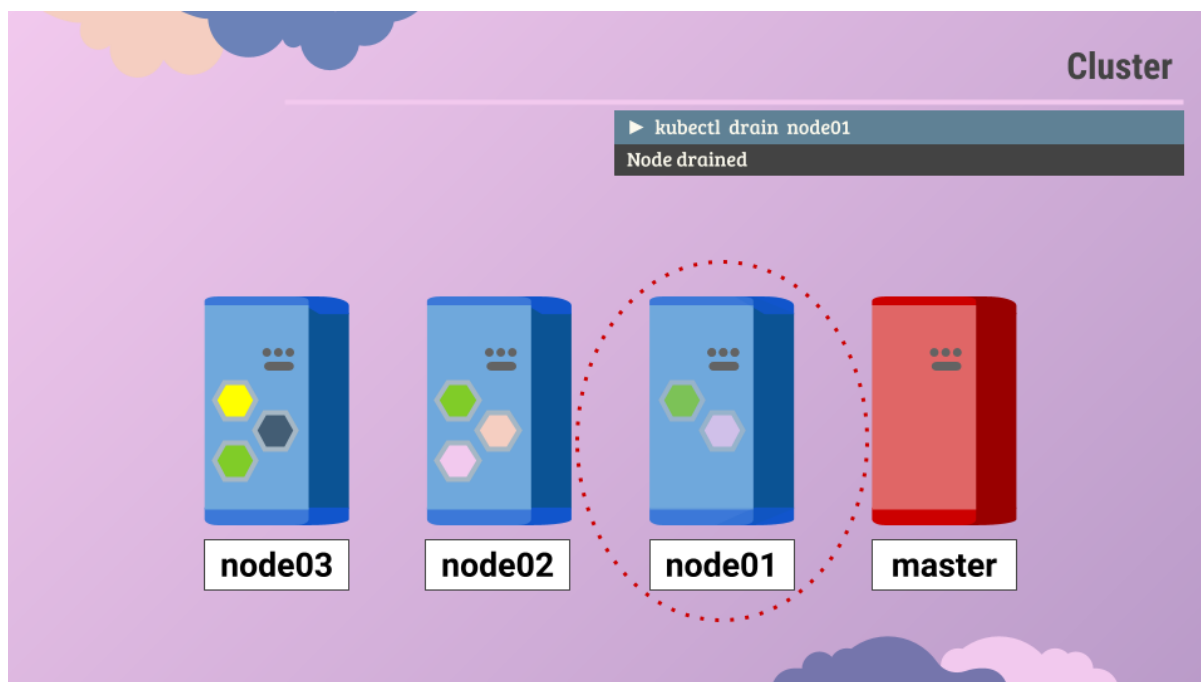 Cluster
► kubectl drain node01
Node drained
node03
node02
node01
master